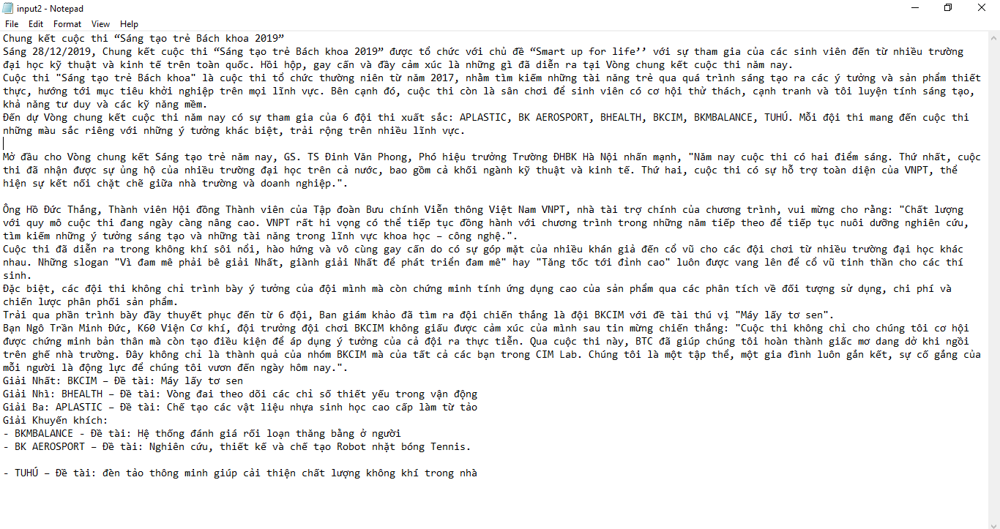 input2 - Notepad
File Edit Format View Help
Chung kết cuộc thi “Sáng tạo trẻ Bách khoa 2019”
Sáng 28/12/2019, Chung kết cuộc thi “Sáng tạo trẻ Bách khoa 2019” được tổ chức với chủ đề “Smart up for life’’ với sự tham gia của các sinh viên đến từ nhiều trường
đại học kỹ thuật và kinh tế trên toàn quốc. Hồi hộp, gay cấn và đầy cảm xúc là những gì đã diễn ra tại Vòng chung kết cuộc thi năm nay.
Cuộc thi "Sáng tạo trẻ Bách khoa" là cuộc thi tổ chức thường niên từ năm 2017, nhằm tìm kiếm những tài năng trẻ qua quá trình sáng tạo ra các ý tưởng và sản phẩm thiết
thực, hướng tới mục tiêu khởi nghiệp trên mọi lĩnh vực. Bên cạnh đó, cuộc thi còn là sân chơi để sinh viên có cơ hội thử thách, cạnh tranh và tôi luyện tính sáng tạo,
khả năng tư duy và các kỹ năng mềm.
Đến dự Vòng chung kết cuộc thi năm nay có sự tham gia của 6 đội thi xuất sắc: APLASTIC, BK AEROSPORT, BHEALTH, BKCIM, BKMBALANCE, TUHÚ. Mỗi đội thi mang đến cuộc thi
những màu sắc riêng với những ý tưởng khác biệt, trải rộng trên nhiều lĩnh vực.
Mở đầu cho Vòng chung kết Sáng tạo trẻ năm nay, GS. TS Đinh Văn Phong, Phó hiệu trưởng Trường ĐHBK Hà Nội nhấn mạnh, "Năm nay cuộc thi có hai điểm sáng. Thứ nhất, cuộc
thi đã nhận được sự ủng hộ của nhiều trường đại học trên cả nước, bao gồm cả khối ngành kỹ thuật và kinh tế. Thứ hai, cuộc thi có sự hỗ trợ toàn diện của VNPT, thể
hiện sự kết nối chặt chẽ giữa nhà trường và doanh nghiệp.".
Ông Hồ Đức Thắng, Thành viên Hội đồng Thành viên của Tập đoàn Bưu chính Viễn thông Việt Nam VNPT, nhà tài trợ chính của chương trình, vui mừng cho rằng: "Chất lượng
với quy mô cuộc thi đang ngày càng nâng cao. VNPT rất hi vọng có thể tiếp tục đồng hành với chương trình trong những năm tiếp theo để tiếp tục nuôi dưỡng nghiên cứu,
tìm kiếm những ý tưởng sáng tạo và những tài năng trong lĩnh vực khoa học – công nghệ.".
Cuộc thi đã diễn ra trong không khí sôi nổi, hào hứng và vô cùng gay cấn do có sự góp mặt của nhiều khán giả đến cổ vũ cho các đội chơi từ nhiều trường đại học khác
nhau. Những slogan "Vì đam mê phải bê giải Nhất, giành giải Nhất để phát triển đam mê" hay "Tăng tốc tới đỉnh cao" luôn được vang lên để cổ vũ tinh thần cho các thí
sinh.
Đặc biệt, các đội thi không chỉ trình bày ý tưởng của đội mình mà còn chứng minh tính ứng dụng cao của sản phẩm qua các phân tích về đối tượng sử dụng, chi phí và
chiến lược phân phối sản phẩm.
Trải qua phần trình bày đầy thuyết phục đến từ 6 đội, Ban giám khảo đã tìm ra đội chiến thắng là đội BKCIM với đề tài thú vị "Máy lấy tơ sen".
Bạn Ngô Trần Minh Đức, K60 Viện Cơ khí, đội trưởng đội chơi BKCIM không giấu được cảm xúc của mình sau tin mừng chiến thắng: "Cuộc thi không chỉ cho chúng tôi cơ hội
được chứng minh bản thân mà còn tạo điều kiện để áp dụng ý tưởng của cả đội ra thực tiễn. Qua cuộc thi này, BTC đã giúp chúng tôi hoàn thành giấc mơ dang dở khi ngồi
trên ghế nhà trường. Đây không chỉ là thành quả của nhóm BKCIM mà của tất cả các bạn trong CIM Lab. Chúng tôi là một tập thể, một gia đình luôn gắn kết, sự cố gắng của
mỗi người là động lực để chúng tôi vươn đến ngày hôm nay.".
Giải Nhất: BKCIM – Đề tài: Máy lấy tơ sen
Giải Nhì: BHEALTH – Đề tài: Vòng đai theo dõi các chỉ số thiết yếu trong vận động
Giải Ba: APLASTIC – Đề tài: Chế tạo các vật liệu nhựa sinh học cao cấp làm từ tảo
Giải Khuyến khích:
- BKMBALANCE - Đề tài: Hệ thống đánh giá rối loạn thăng bằng ở người
- BK AEROSPORT – Đề tài: Nghiên cứu, thiết kế và chế tạo Robot nhặt bóng Tennis.
- TUHÚ – Đề tài: đèn tảo thông minh giúp cải thiện chất lượng không khí trong nhà